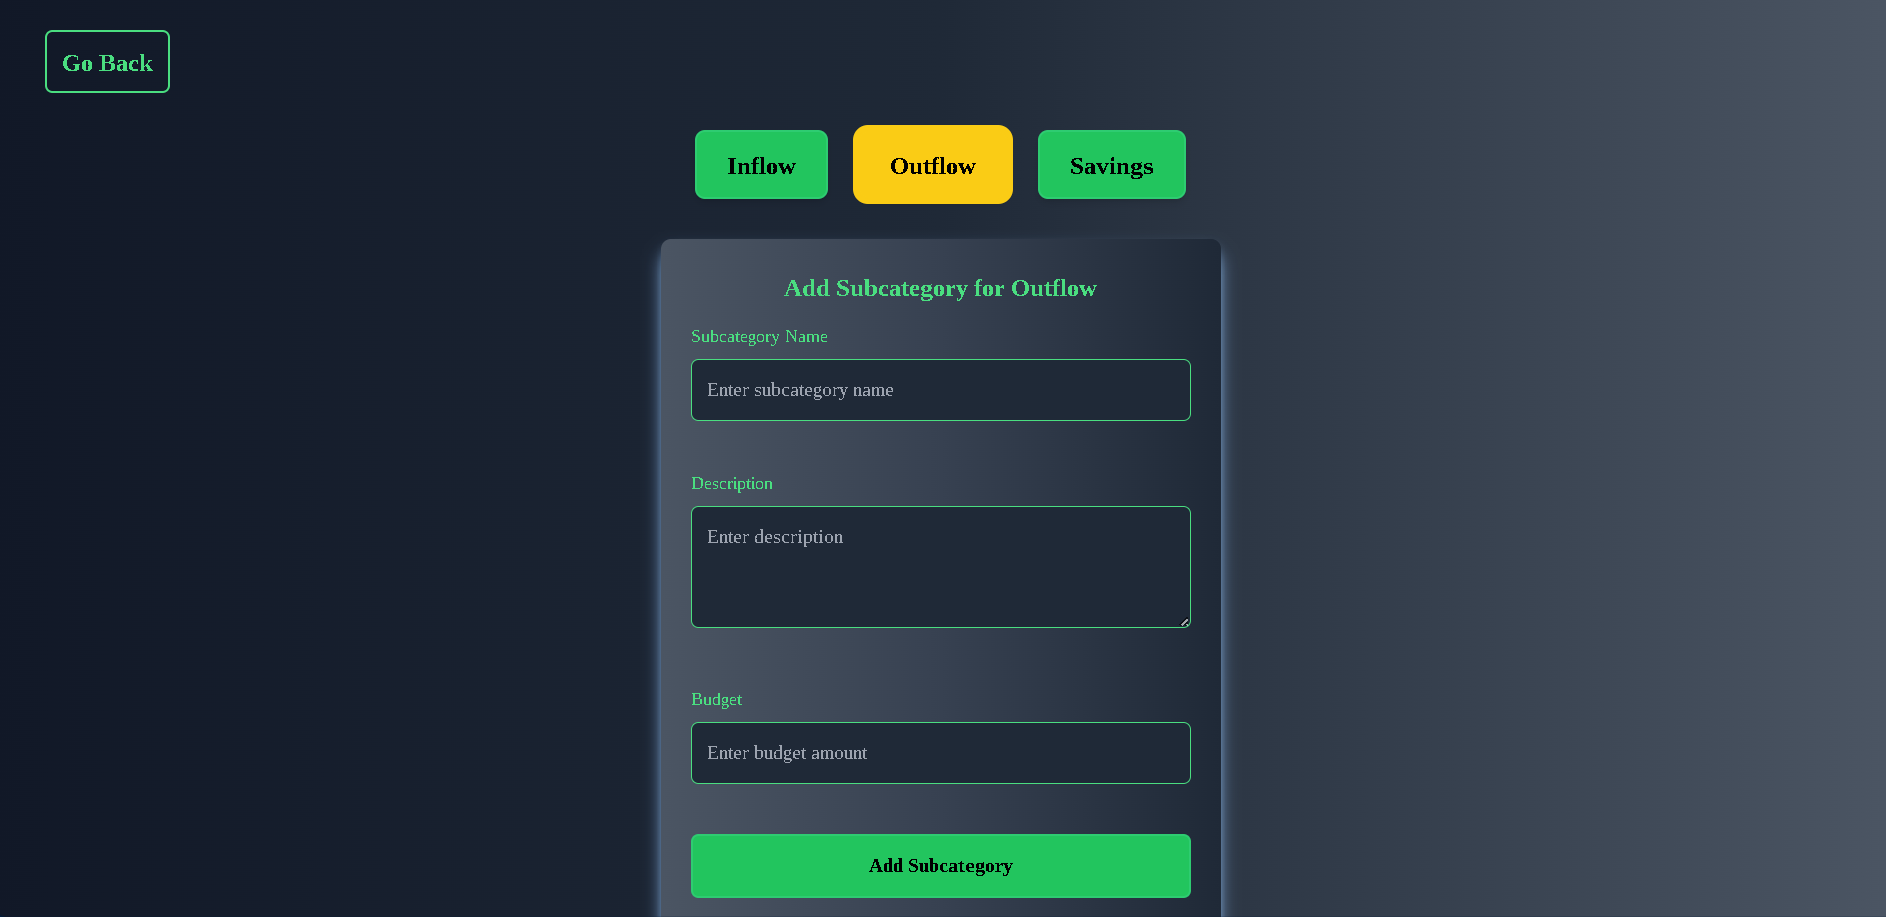 Go Back
Inflow
Outflow
Savings
Add Subcategory for Outflow
Subcategory Name
Enter subcategory name
Description
Enter description
Budget
Enter budget amount
Add Subcategory